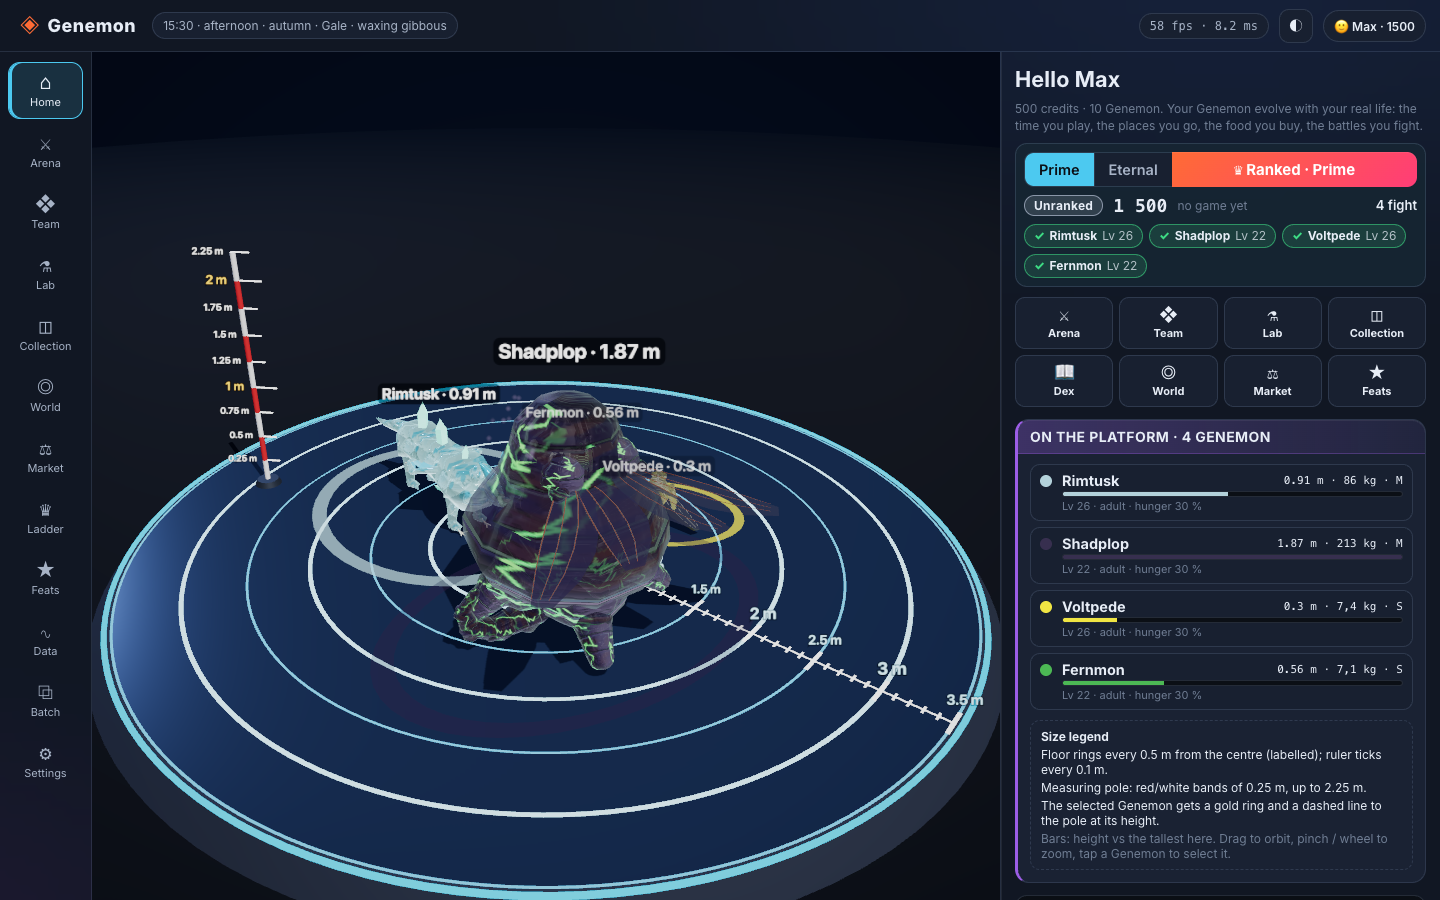 Genemon
15:30 · afternoon · autumn · Gale · waxing gibbous
58 fps · 8.2 ms
Max · 1500
Home
Arena
Team
Lab
Collection
World
Market
Ladder
Feats
Data
Batch
Settings
2.25 m
2 m
1.75 m
1.5 m
1.25 m
1 m
0.75 m
0.5 m
0.25 m
Shadplop · 1.87 m
Rimtusk · 0.91 m
Fernmon · 0.56 m
Voltpede · 0.3 m
1.5 m
2 m
2.5 m
3 m
3.5 m
Hello Max
500 credits · 10 Genemon. Your Genemon evolve with your real life: the
time you play, the places you go, the food you buy, the battles you fight.
Prime Eternal Ranked · Prime
Unranked 1 500 no game yet 4 fight
✓ Rimtusk Lv 26 ✓ Shadplop Lv 22 ✓ Voltpede Lv 26
✓ Fernmon Lv 22
Arena Team Lab Collection
Dex World Market Feats
ON THE PLATFORM · 4 GENEMON
Rimtusk 0.91 m · 86 kg · M
Lv 26 · adult · hunger 30 %
Shadplop 1.87 m · 213 kg · M
Lv 22 · adult · hunger 30 %
Voltpede 0.3 m · 7,4 kg · S
Lv 26 · adult · hunger 30 %
Fernmon 0.56 m · 7,1 kg · S
Lv 22 · adult · hunger 30 %
Size legend
Floor rings every 0.5 m from the centre (labelled); ruler ticks
every 0.1 m.
Measuring pole: red/white bands of 0.25 m, up to 2.25 m.
The selected Genemon gets a gold ring and a dashed line to
the pole at its height.
Bars: height vs the tallest here. Drag to orbit, pinch / wheel to
zoom, tap a Genemon to select it.